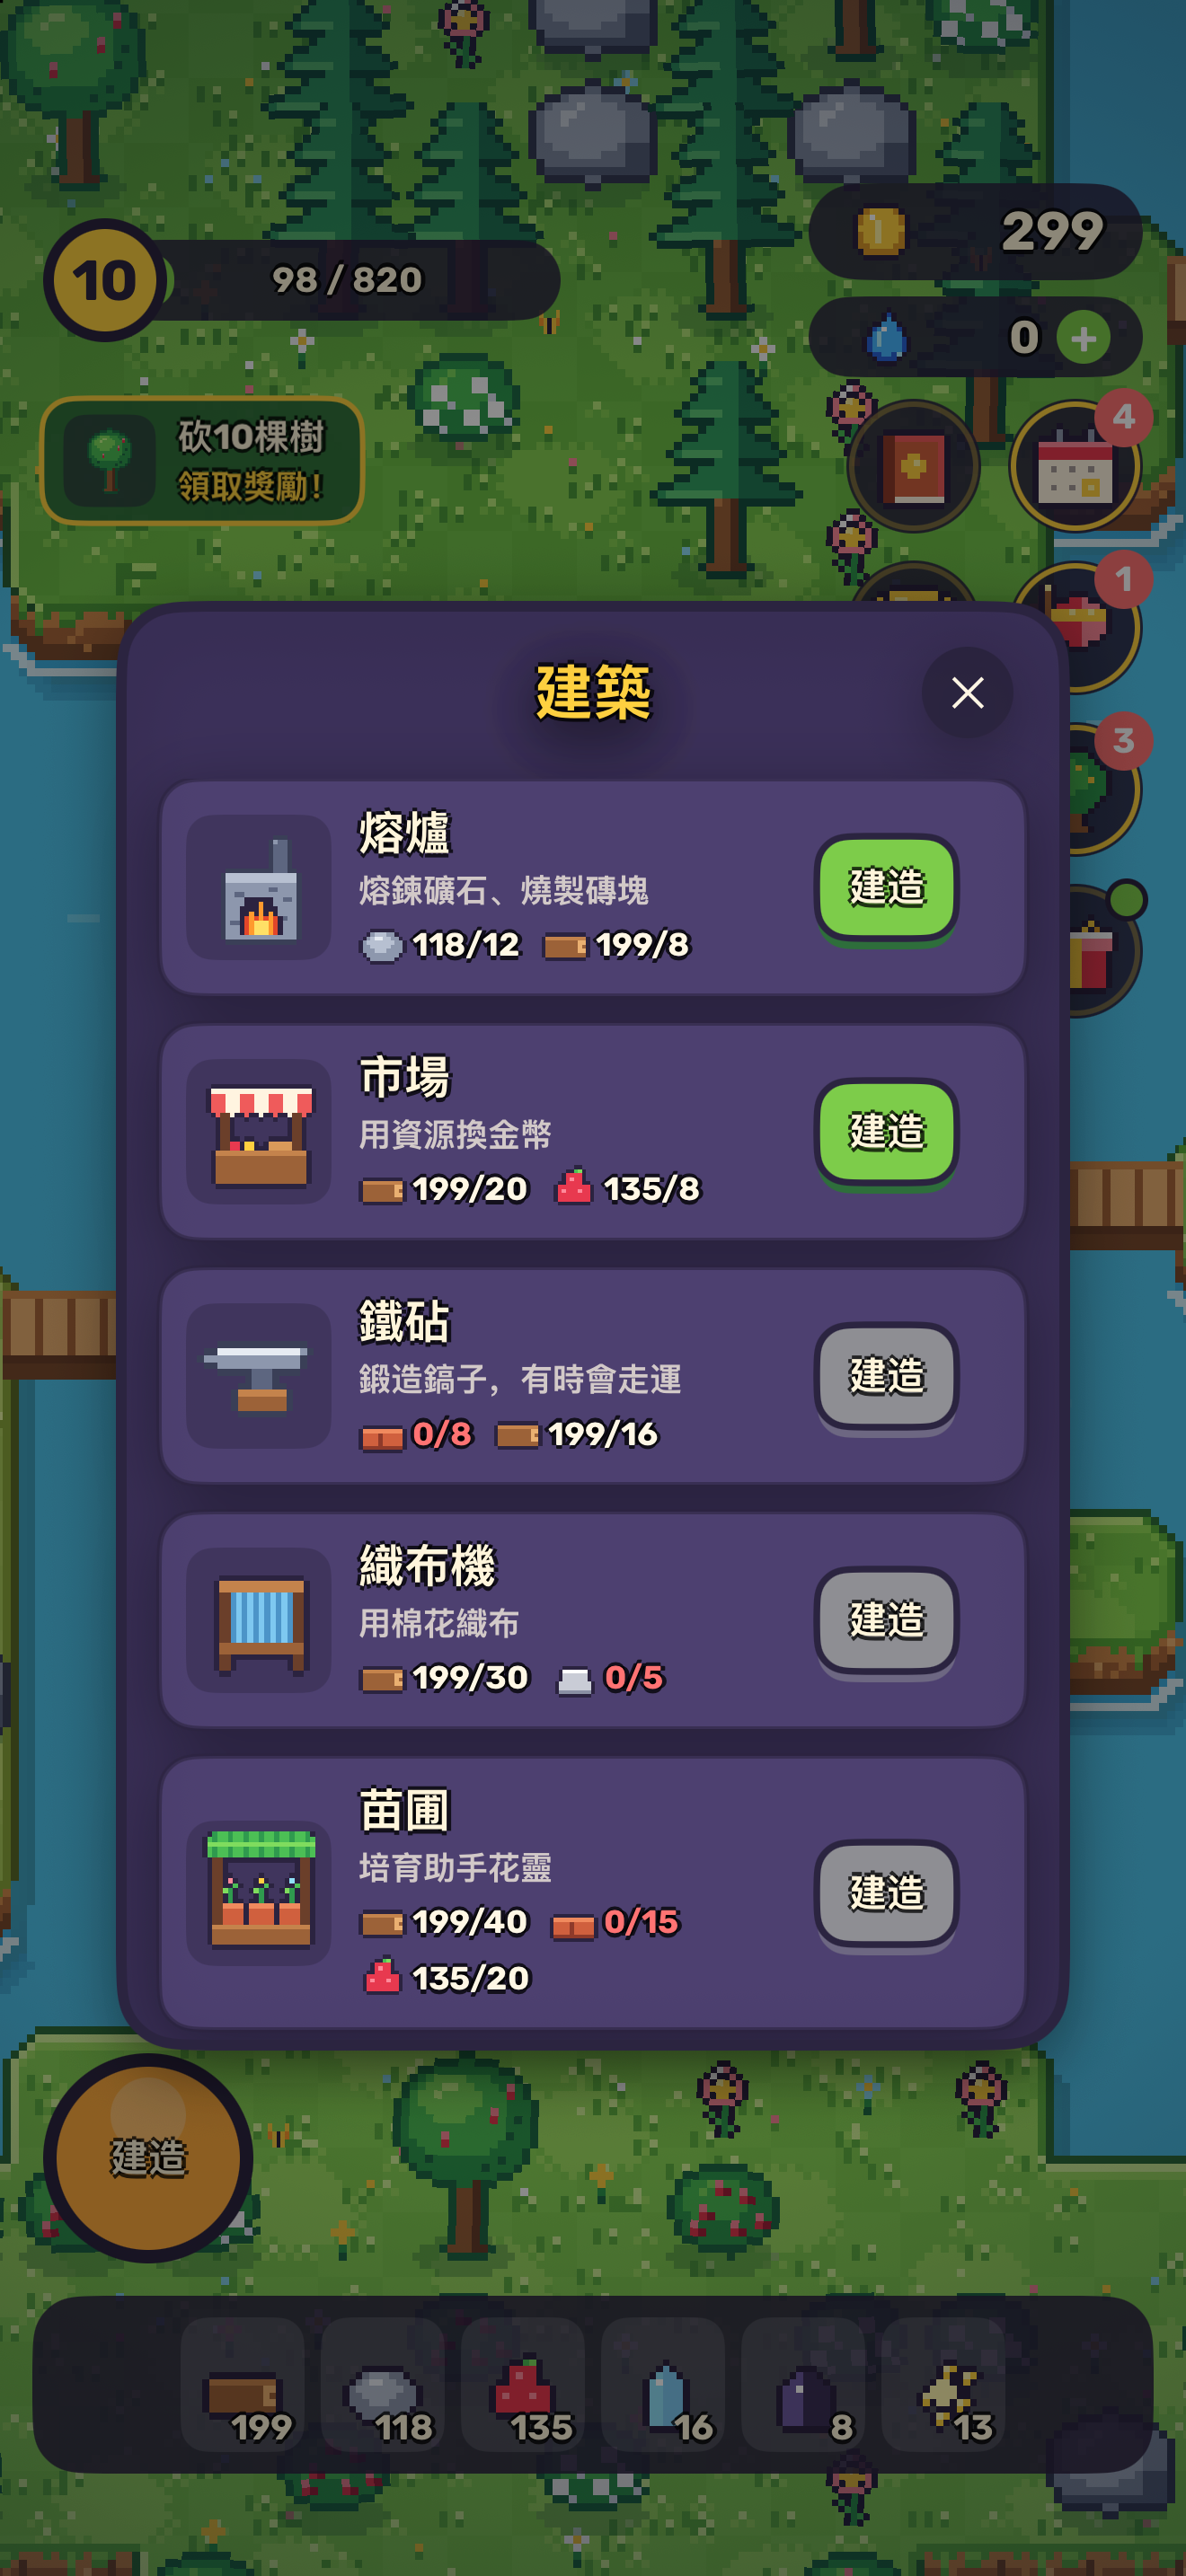 299
10
98 / 820
0
砍10棵樹
領取獎勵!
4
1
3
建築
熔爐
熔鍊礦石、燒製磚塊
118/12 199/8
建造
市場
用資源換金幣
199/20 135/8
建造
鐵砧
鍛造鎬子，有時會走運
0/8 199/16
建造
織布機
用棉花織布
199/30 0/5
建造
苗圃
培育助手花靈
199/40 0/15
135/20
建造
建造
199 118 135 16 8 13